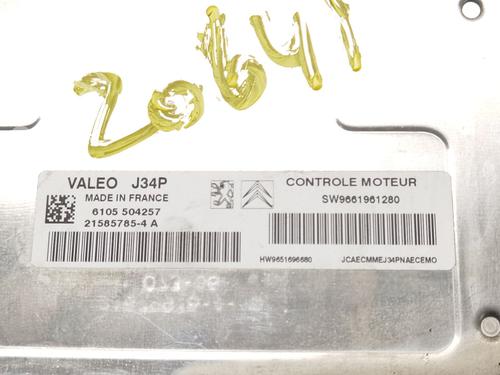 20641
VALEO J34P
MADE IN FRANCE
6105 504257
21585785-4 A
CONTROLE MOTEUR
SW9661961280
HW9651696680
JCAECMMEJ34PNAECEMO